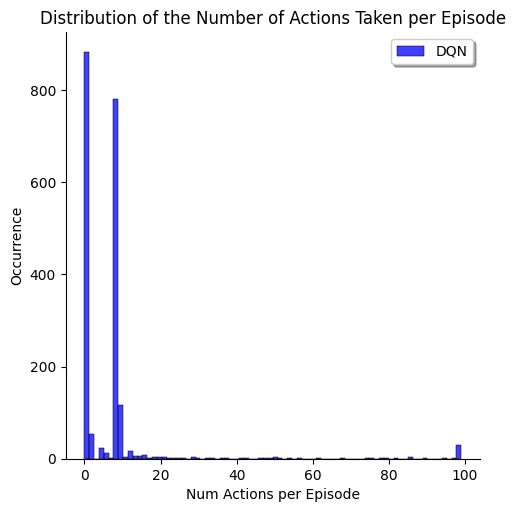 Distribution of the Number of Actions Taken per Episode
DQN
800
600
400
200
0
Occurrence
0 20 40 60 80 100
Num Actions per Episode